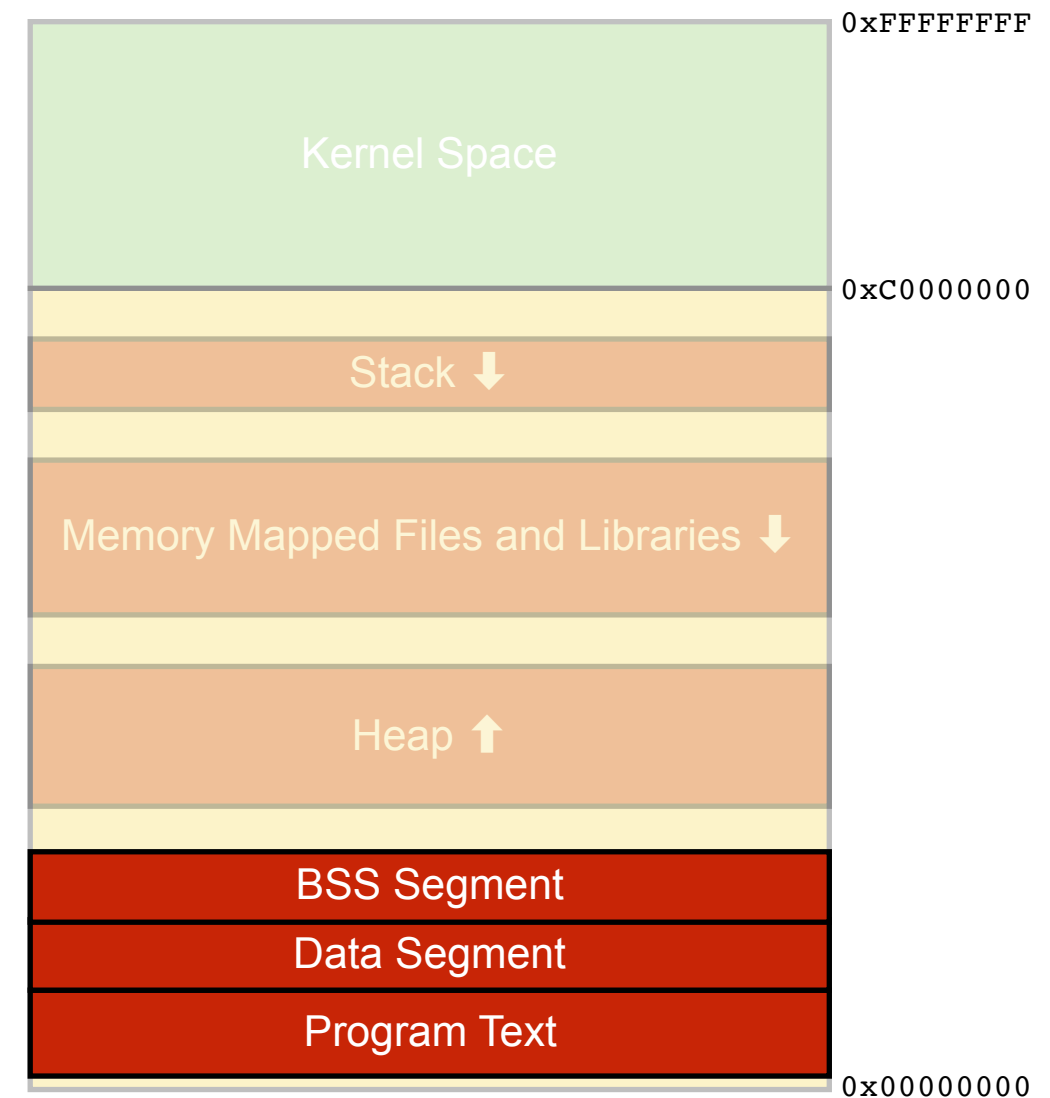 0xFFFFFFFF
Kernel Space
0xC0000000
Stack ⬇
Memory Mapped Files and Libraries ⬇
Heap ⬆
BSS Segment
Data Segment
Program Text
0x00000000